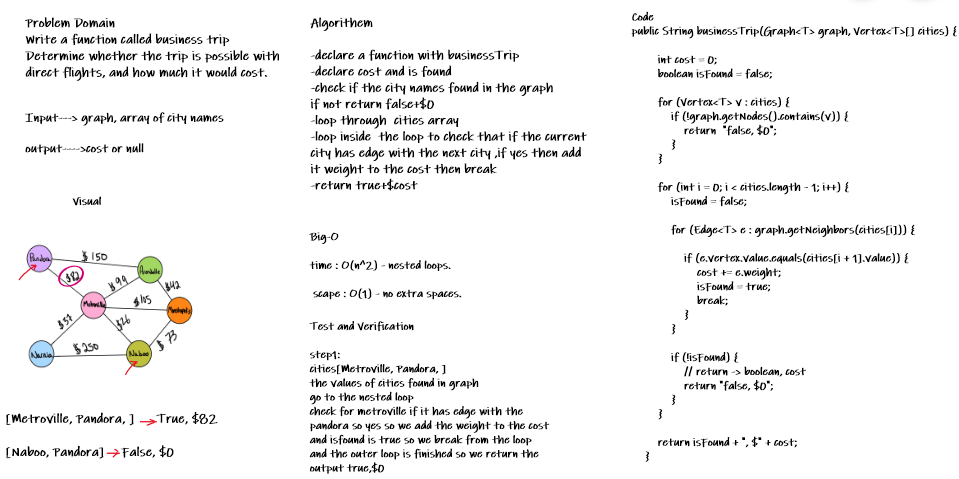 Problem Domain
Write a function called business trip
Determine whether the trip is possible with
direct flights, and how much it would cost.
Input---> graph, array of city names
output---->cost or null
Visual
Pandora
$ 150
Arendelle
$82
$99
$42
Metroville
$105
Monstropolis
$37
$26
$ 73
Narnia
$ 250
Naboo
[Metroville, Pandora, ] → True, $82
[Naboo, Pandora] → False, $0
Algorithem
-declare a function with businessTrip
-declare cost and is found
-check if the city names found in the graph
if not return false+$0
-loop through cities array
-loop inside the loop to check that if the current
city has edge with the next city ,if yes then add
it weight to the cost then break
-return true+$cost
Big-O
time : O(n^2) - nested loops.
scape : O(1) - no extra spaces.
Test and Verification
step1:
cities[Metroville, Pandora, ]
the values of cities found in graph
go to the nested loop
check for metroville if it has edge with the
pandora so yes so we add the weight to the cost
and isfound is true so we break from the loop
and the outer loop is finished so we return the
output true,$0
Code
public String businessTrip(Graph<T> graph, Vertex<T>[] cities) {
int cost = 0;
boolean isFound = false;
for (Vertex<T> v : cities) {
if (!graph.getNodes().contains(v)) {
return "false, $0";
}
}
for (int i = 0; i < cities.length - 1; i++) {
isFound = false;
for (Edge<T> e : graph.getNeighbors(cities[i])) {
if (e.vertex.value.equals(cities[i + 1].value)) {
cost += e.weight;
isFound = true;
break;
}
}
if (!isFound) {
// return -> boolean, cost
return "false, $0";
}
}
return isFound + ", $" + cost;
}